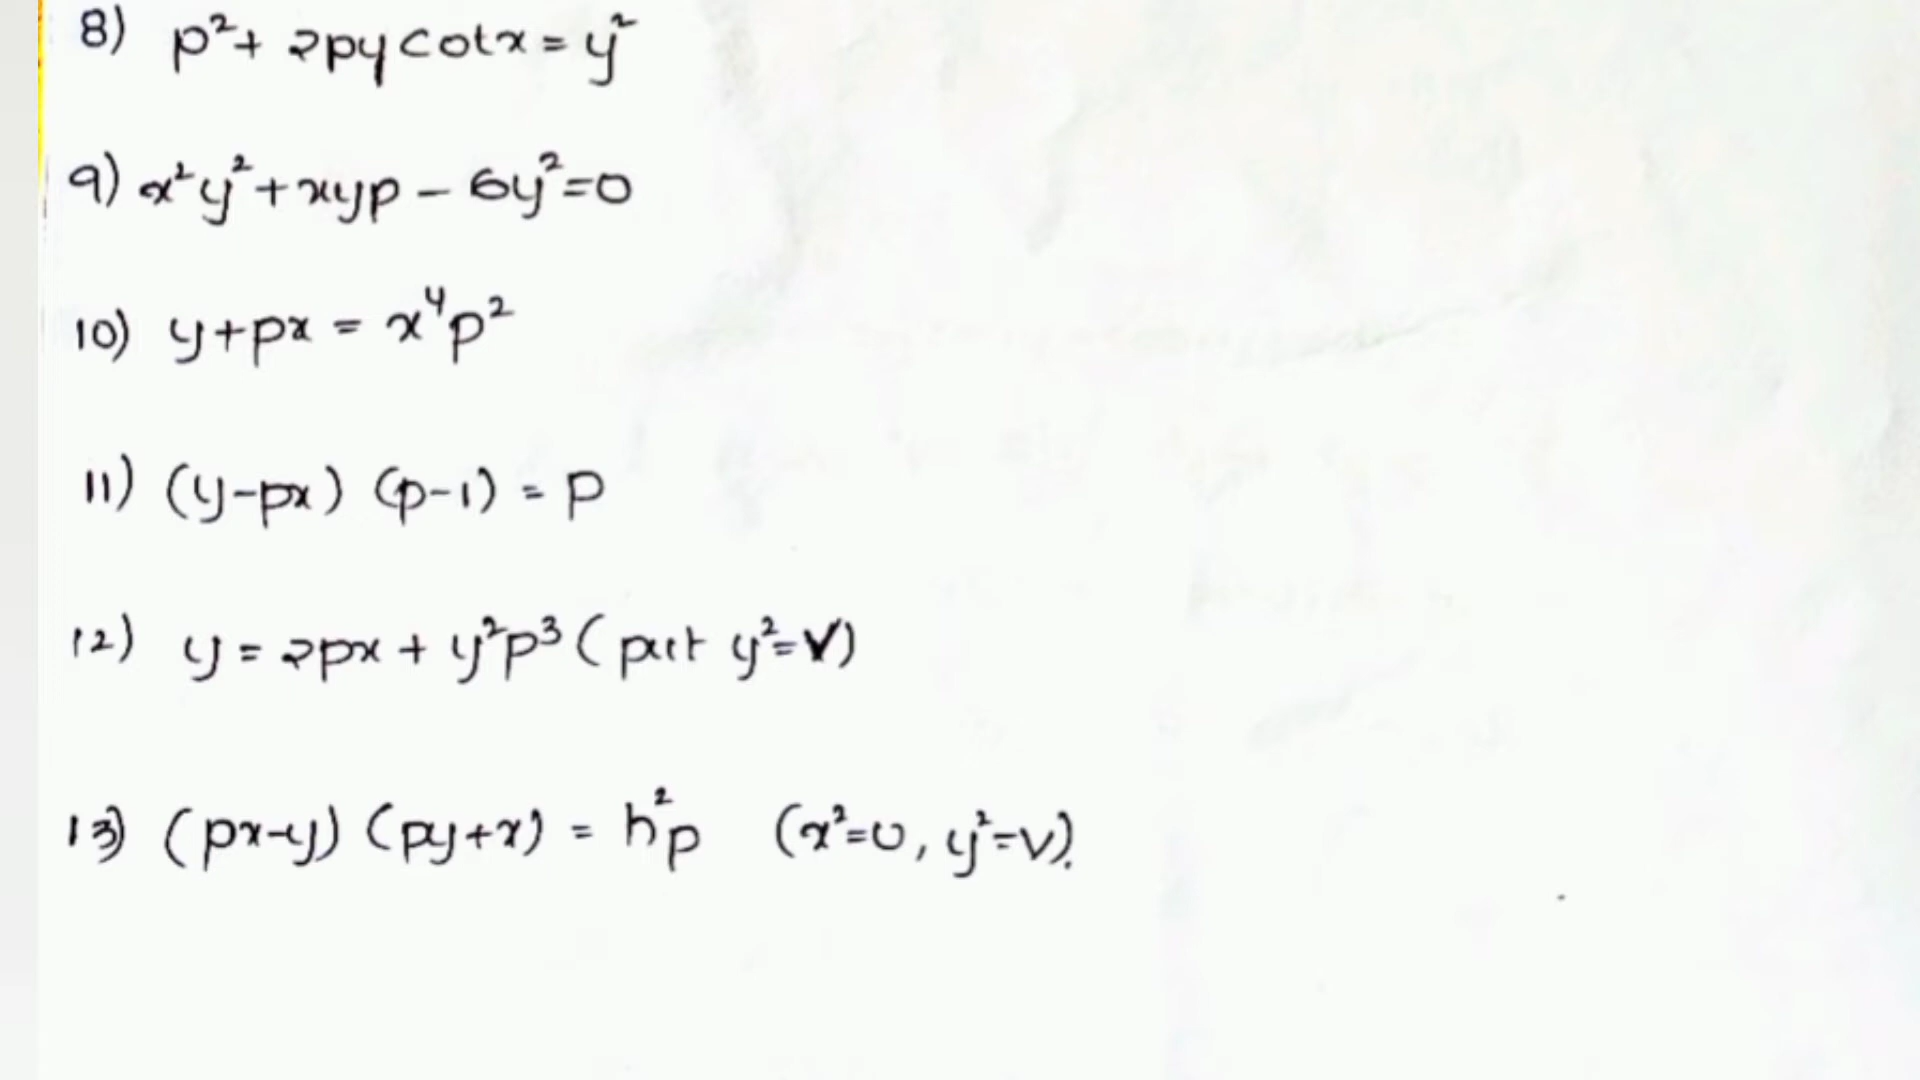 8) p²+ 2py cotx = y²
9) x²y²+xyp - 6y²=0
10) y+px = x⁴p²
11) (y-px) (p-1) = p
12) y = 2px + y²p³ ( put y²=V)
13) (px-y) (py+x) = h²p (x²=U, y²=V).